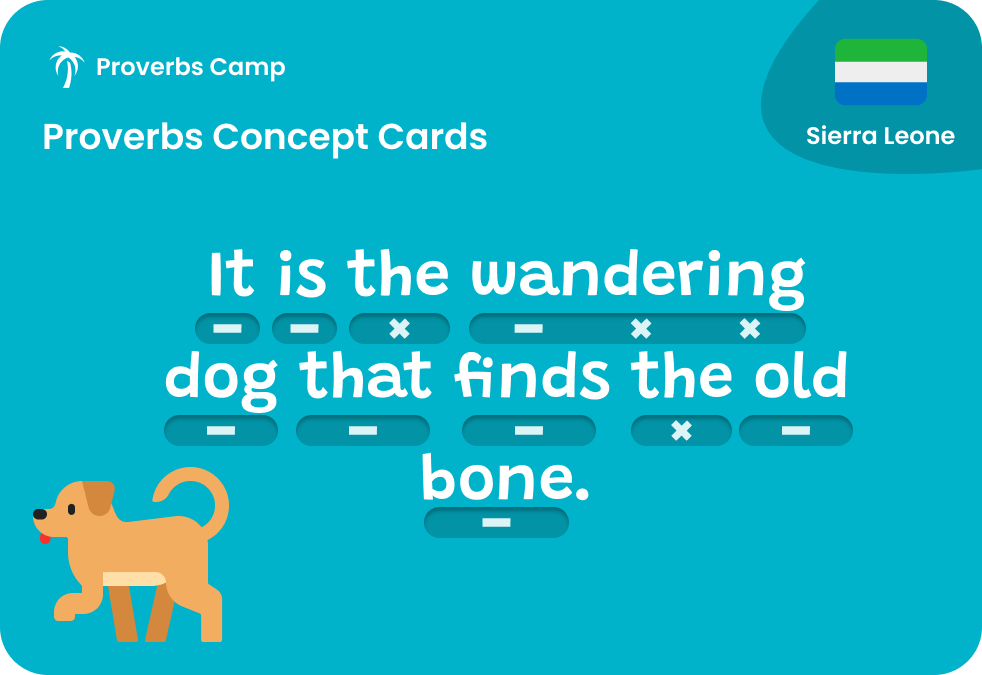 Proverbs Camp
Sierra Leone
Proverbs Concept Cards
It is the wandering
dog that finds the old
bone.